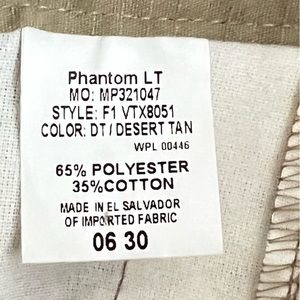 Phantom LT
MO: MP321047
STYLE: F1 VTX8051
COLOR: DT/DESERT TAN
WPL 00446
65% POLYESTER
35%COTTON
MADE IN EL SALVADOR
OF IMPORTED FABRIC
06 30